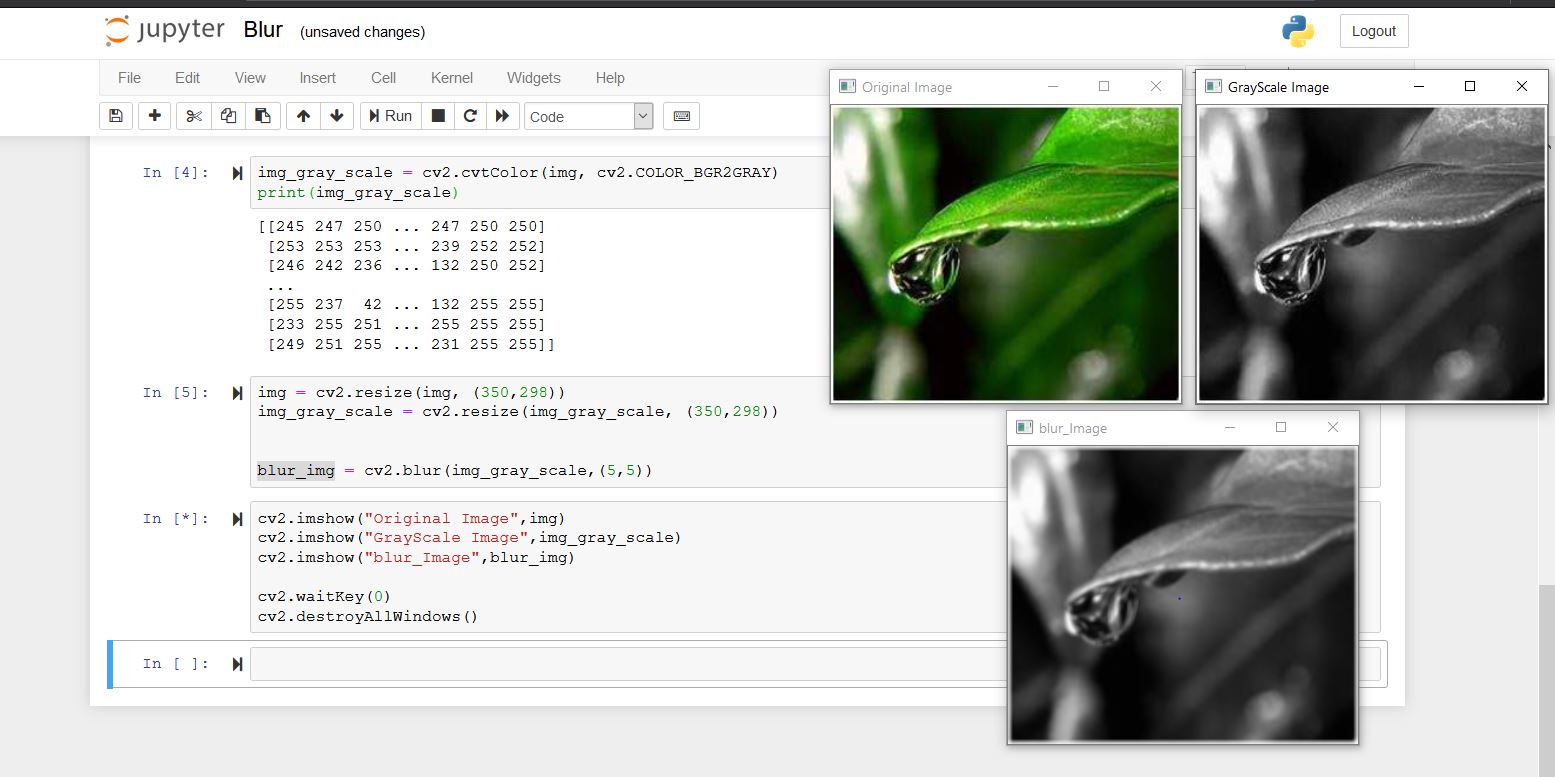 jupyter Blur (unsaved changes)
Logout
File Edit View Insert Cell Kernel Widgets Help
Run
Code
In [4]:
img_gray_scale = cv2.cvtColor(img, cv2.COLOR_BGR2GRAY)
print(img_gray_scale)
[[245 247 250 ... 247 250 250]
[253 253 253 ... 239 252 252]
[246 242 236 ... 132 250 252]
...
[255 237  42 ... 132 255 255]
[233 255 251 ... 255 255 255]
[249 251 255 ... 231 255 255]]
In [5]:
img = cv2.resize(img, (350,298))
img_gray_scale = cv2.resize(img_gray_scale, (350,298))
blur_img = cv2.blur(img_gray_scale,(5,5))
In [*]:
cv2.imshow("Original Image",img)
cv2.imshow("GrayScale Image",img_gray_scale)
cv2.imshow("blur_Image",blur_img)
cv2.waitKey(0)
cv2.destroyAllWindows()
In [ ]:
Original Image
GrayScale Image
blur_Image